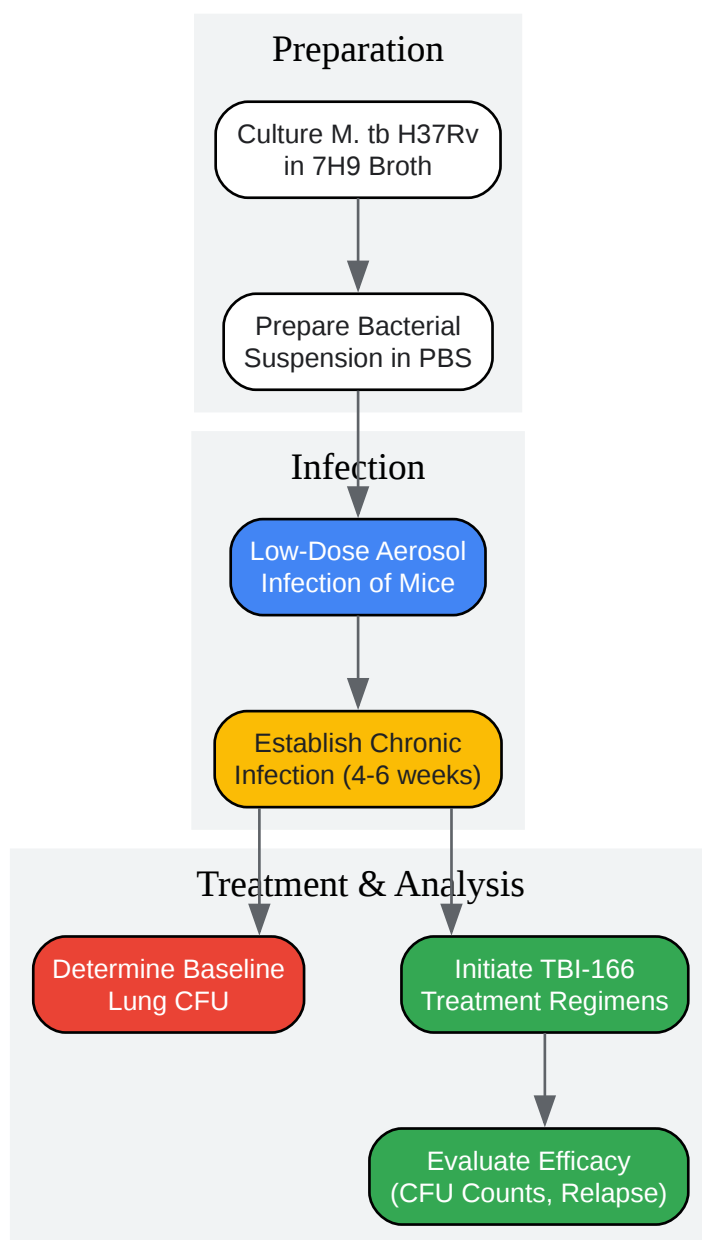 Preparation
Culture M. tb H37Rv
in 7H9 Broth
Prepare Bacterial
Suspension in PBS
Infection
Low-Dose Aerosol
Infection of Mice
Establish Chronic
Infection (4-6 weeks)
Treatment & Analysis
Determine Baseline
Lung CFU
Initiate TBI-166
Treatment Regimens
Evaluate Efficacy
(CFU Counts, Relapse)